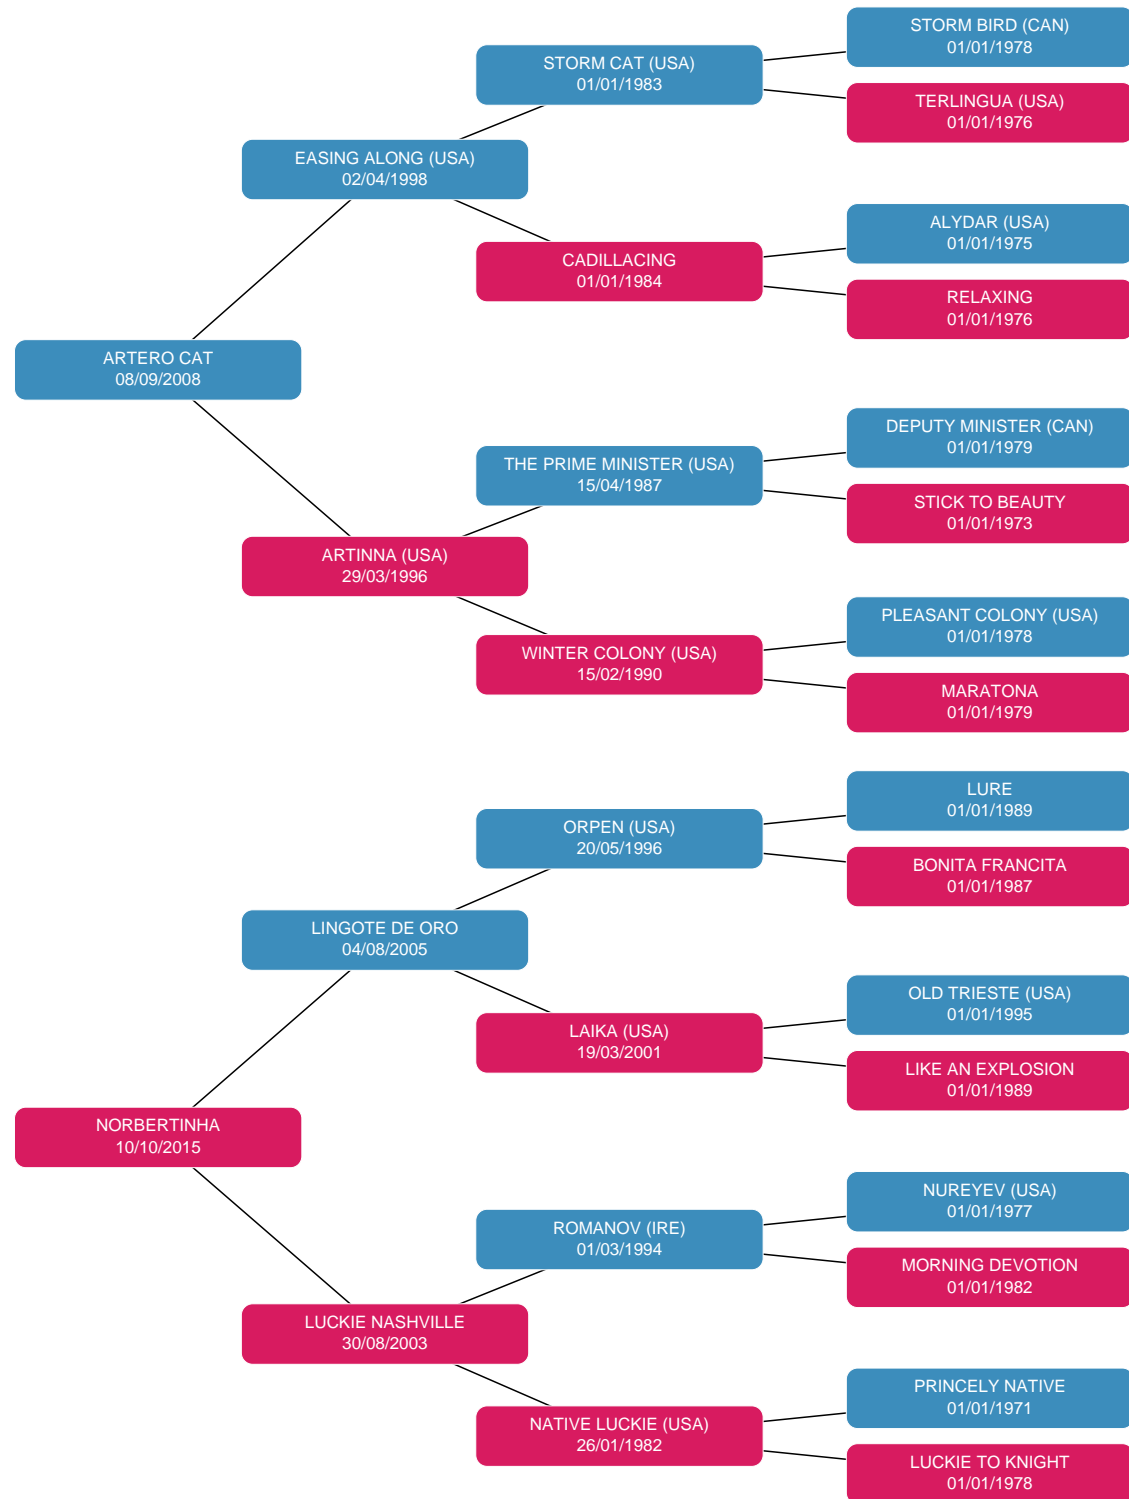 STORM BIRD (CAN)
01/01/1978
STORM CAT (USA)
01/01/1983
TERLINGUA (USA)
01/01/1976
EASING ALONG (USA)
02/04/1998
ALYDAR (USA)
01/01/1975
CADILLACING
01/01/1984
RELAXING
01/01/1976
ARTERO CAT
08/09/2008
DEPUTY MINISTER (CAN)
01/01/1979
THE PRIME MINISTER (USA)
15/04/1987
STICK TO BEAUTY
01/01/1973
ARTINNA (USA)
29/03/1996
PLEASANT COLONY (USA)
01/01/1978
WINTER COLONY (USA)
15/02/1990
MARATONA
01/01/1979
LURE
01/01/1989
ORPEN (USA)
20/05/1996
BONITA FRANCITA
01/01/1987
LINGOTE DE ORO
04/08/2005
OLD TRIESTE (USA)
01/01/1995
LAIKA (USA)
19/03/2001
LIKE AN EXPLOSION
01/01/1989
NORBERTINHA
10/10/2015
NUREYEV (USA)
01/01/1977
ROMANOV (IRE)
01/03/1994
MORNING DEVOTION
01/01/1982
LUCKIE NASHVILLE
30/08/2003
PRINCELY NATIVE
01/01/1971
NATIVE LUCKIE (USA)
26/01/1982
LUCKIE TO KNIGHT
01/01/1978